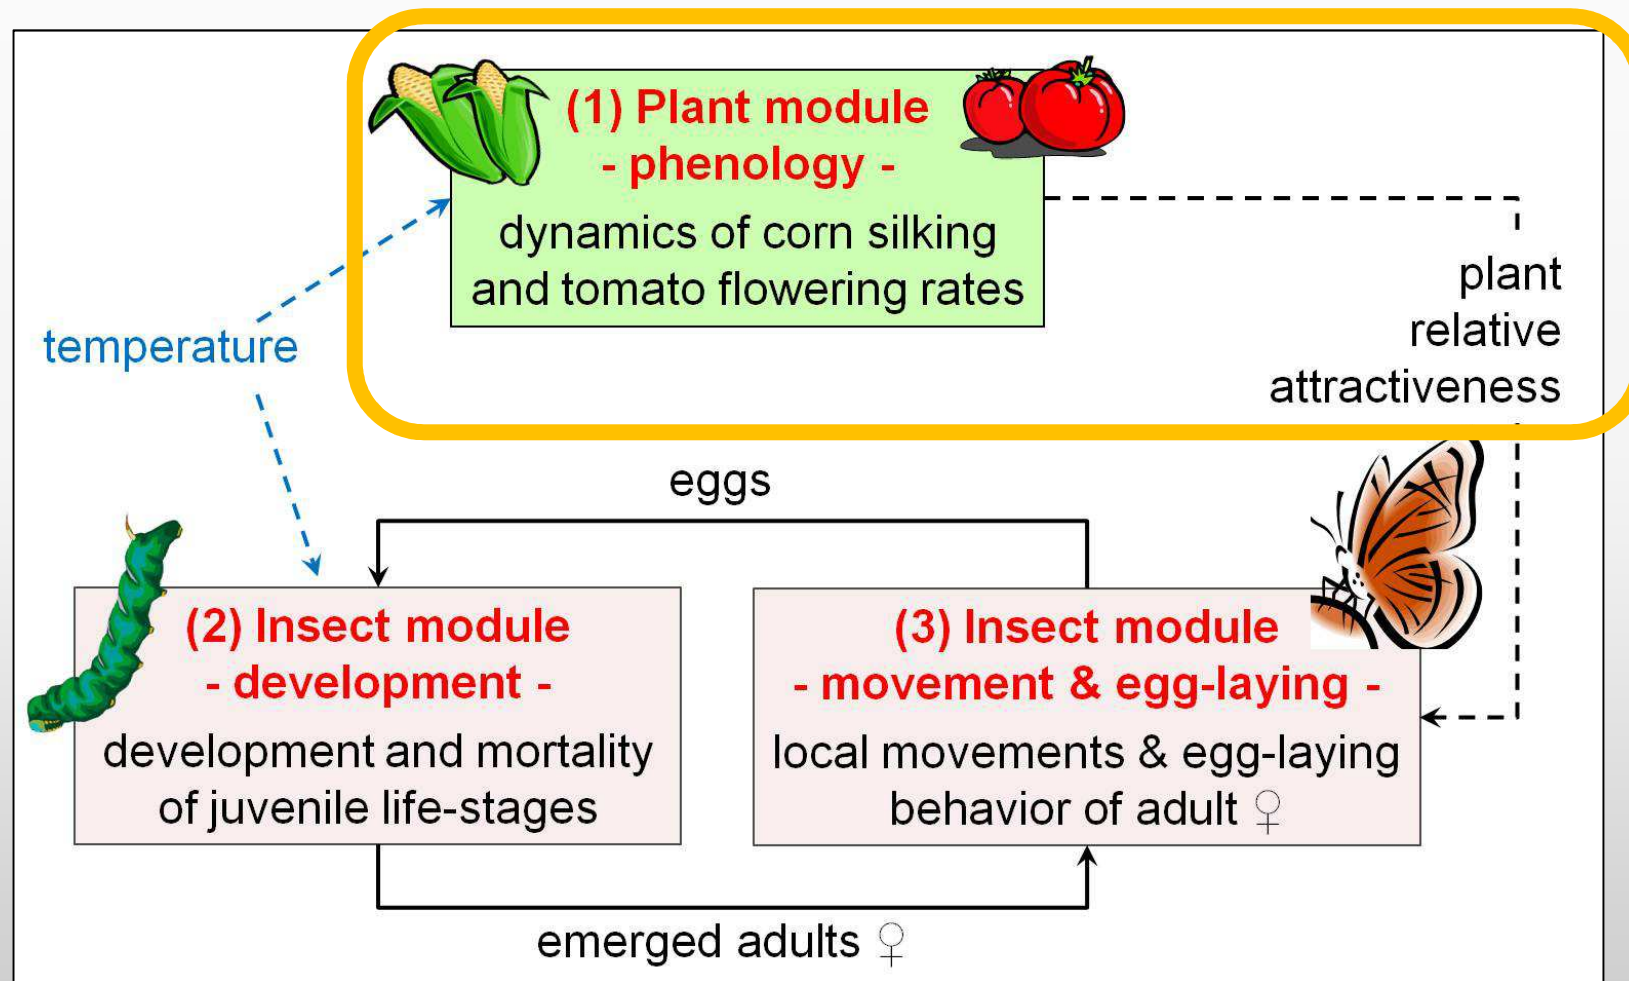 (1) Plant module
- phenology -
dynamics of corn silking
and tomato flowering rates
plant
relative
attractiveness
temperature
eggs
(2) Insect module
- development -
development and mortality
of juvenile life-stages
(3) Insect module
- movement & egg-laying -
local movements & egg-laying
behavior of adult ♀
emerged adults ♀